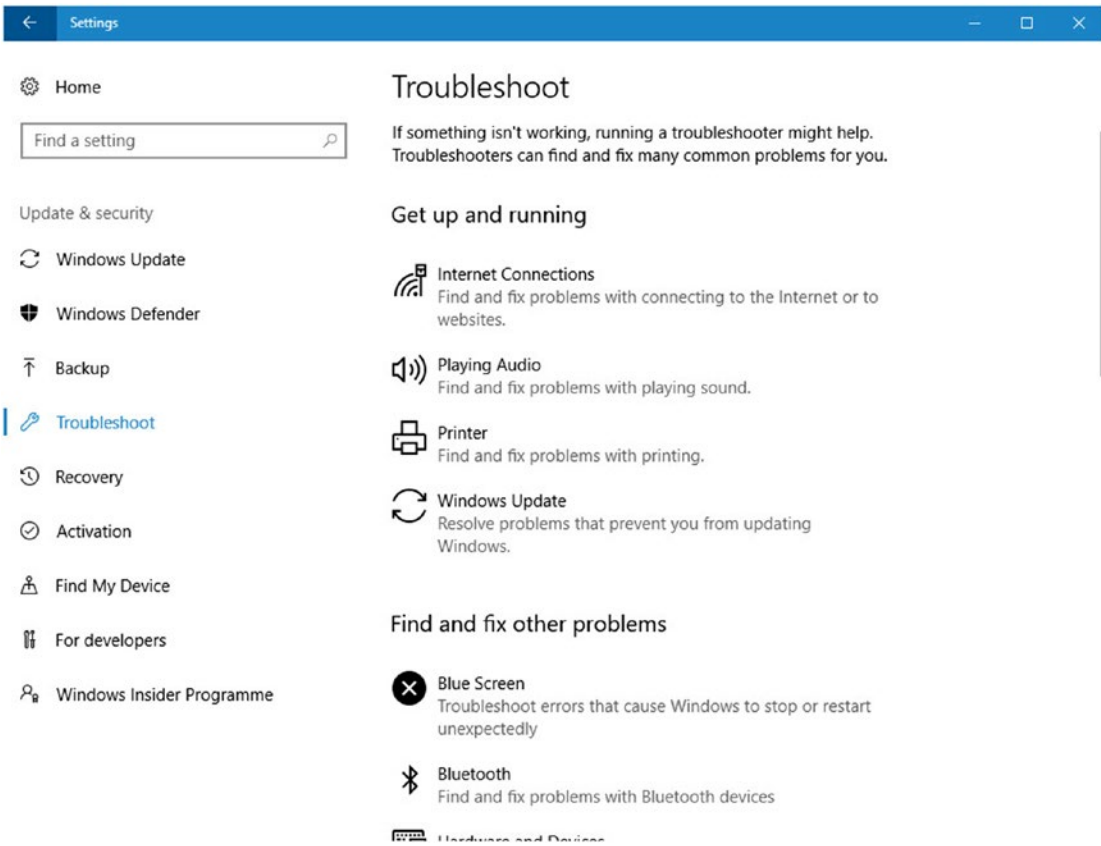 Settings
Home
Find a setting
Update & security
Windows Update
Windows Defender
Backup
Troubleshoot
Recovery
Activation
Find My Device
For developers
Windows Insider Programme
Troubleshoot
If something isn't working, running a troubleshooter might help.
Troubleshooters can find and fix many common problems for you.
Get up and running
Internet Connections
Find and fix problems with connecting to the Internet or to
websites.
Playing Audio
Find and fix problems with playing sound.
Printer
Find and fix problems with printing.
Windows Update
Resolve problems that prevent you from updating
Windows.
Find and fix other problems
Blue Screen
Troubleshoot errors that cause Windows to stop or restart
unexpectedly
Bluetooth
Find and fix problems with Bluetooth devices
Hardware and Devices